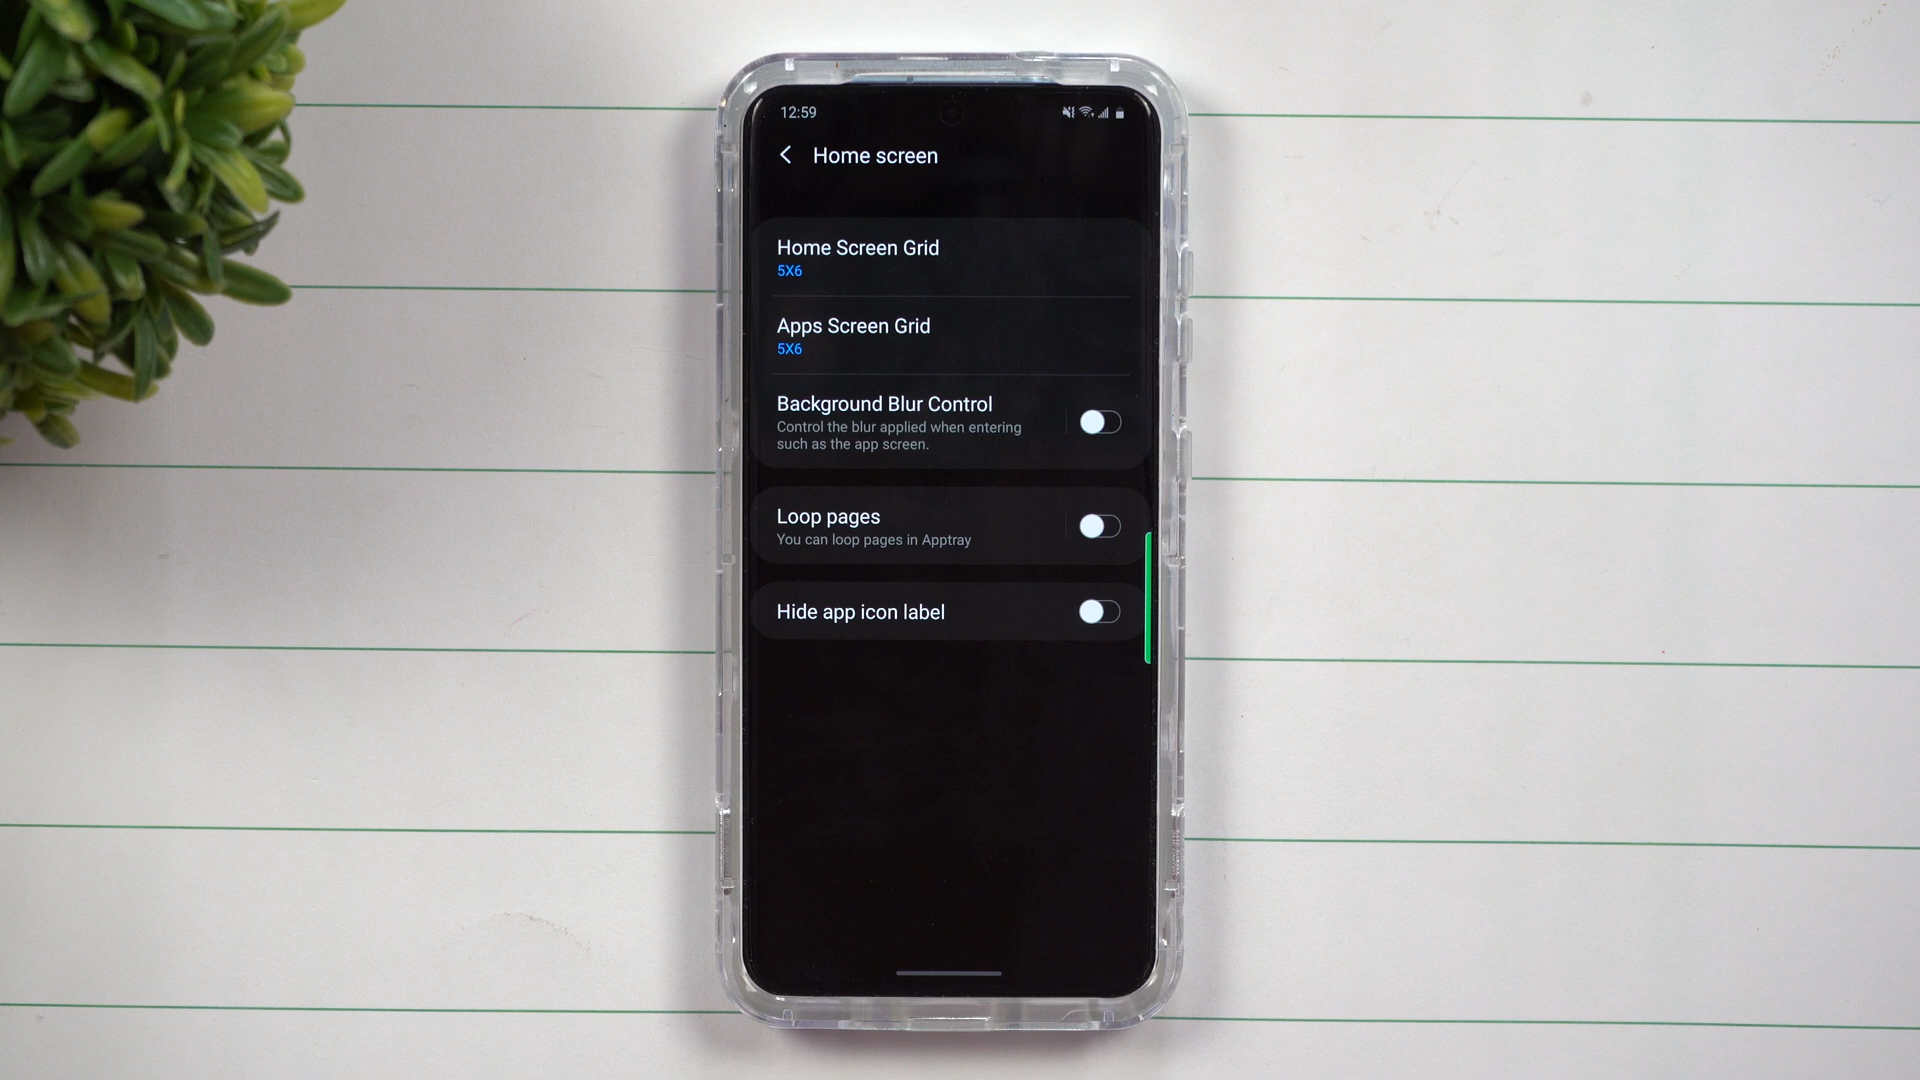 12:59
Home screen
Home Screen Grid
5X6
Apps Screen Grid
5X6
Background Blur Control
Control the blur applied when entering
such as the app screen.
Loop pages
You can loop pages in Apptray
Hide app icon label